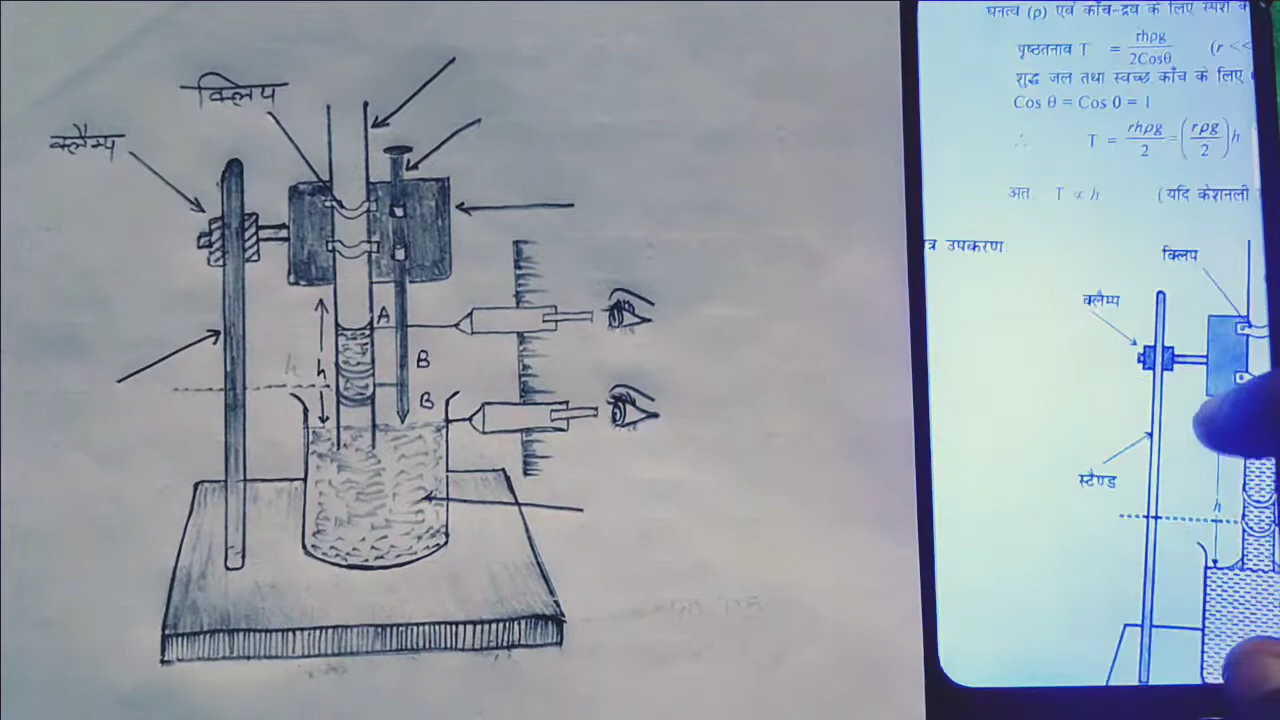 क्लिप
क्लैम्प
A
B
h
h
B
घनत्व (ρ) एवं काँच-द्रव के लिए स्पर्श
पृष्ठतनाव T = rhρg / 2Cosθ (r <<
शुद्ध जल तथा स्वच्छ काँच के लिए
Cos θ = Cos 0 = 1
∴ T = rhρg / 2 = (rρg / 2) h
अत T ∝ h (यदि केशनली
त्र उपकरण
क्लिप
क्लैम्प
स्टैण्ड
h